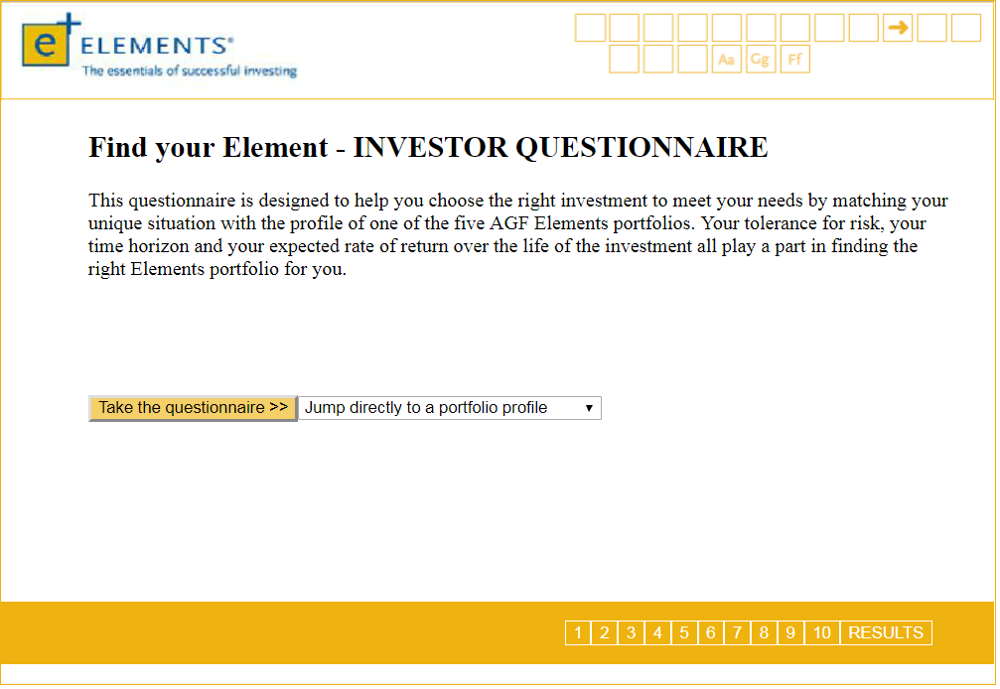 e+
ELEMENTS®
The essentials of successful investing
Aa Gg Ff
Find your Element - INVESTOR QUESTIONNAIRE
This questionnaire is designed to help you choose the right investment to meet your needs by matching your
unique situation with the profile of one of the five AGF Elements portfolios. Your tolerance for risk, your
time horizon and your expected rate of return over the life of the investment all play a part in finding the
right Elements portfolio for you.
Take the questionnaire >> Jump directly to a portfolio profile
1 2 3 4 5 6 7 8 9 10 RESULTS